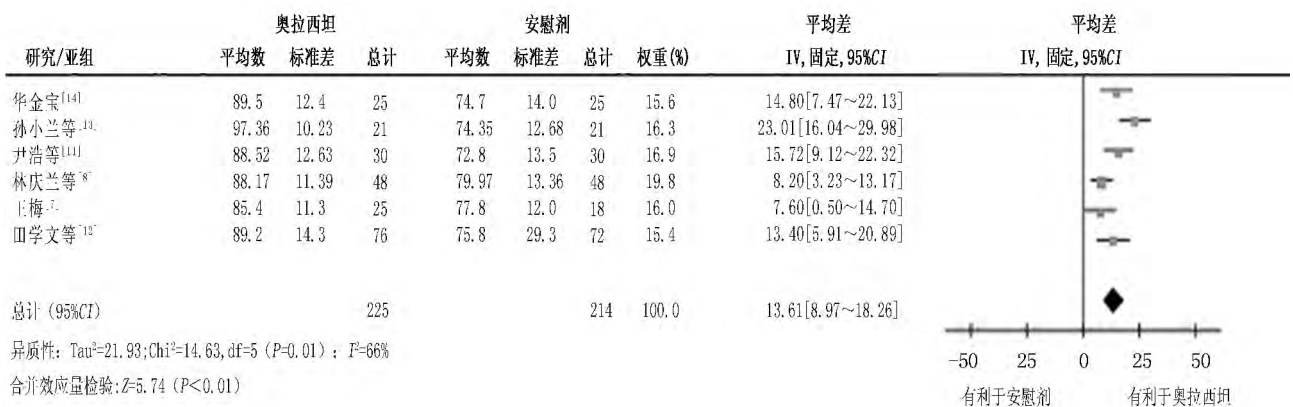 奥拉西坦 安慰剂 平均差 平均差
研究/亚组 平均数 标准差 总计 平均数 标准差 总计 权重(%) IV,固定,95%CI IV,固定,95%CI
华金宝[14] 89.5 12.4 25 74.7 14.0 25 15.6 14.80[7.47~22.13]
孙小兰等[13] 97.36 10.23 21 74.35 12.68 21 16.3 23.01[16.04~29.98]
尹浩等[11] 88.52 12.63 30 72.8 13.5 30 16.9 15.72[9.12~22.32]
林庆兰等[8] 88.17 11.39 48 79.97 13.36 48 19.8 8.20[3.23~13.17]
王梅[7] 85.4 11.3 25 77.8 12.0 18 16.0 7.60[0.50~14.70]
田学文等[12] 89.2 14.3 76 75.8 29.3 72 15.4 13.40[5.91~20.89]
总计 (95%CI) 225 214 100.0 13.61[8.97~18.26]
异质性: Tau²=21.93;Chi²=14.63,df=5 (P=0.01) ; I²=66%
合并效应量检验:Z=5.74 (P<0.01)
-50 25 0 25 50
有利于安慰剂 有利于奥拉西坦